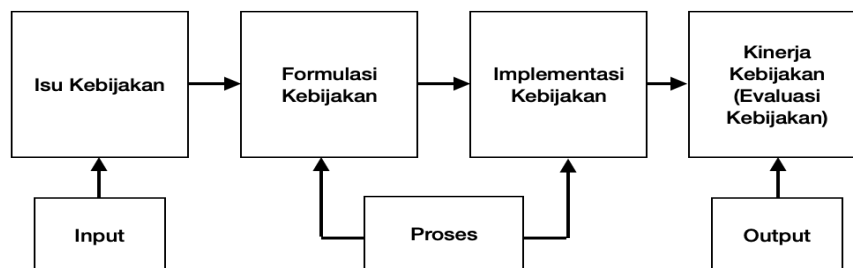 Isu Kebijakan
Formulasi
Kebijakan
Implementasi
Kebijakan
Kinerja
Kebijakan
(Evaluasi
Kebijakan)
Input
Proses
Output